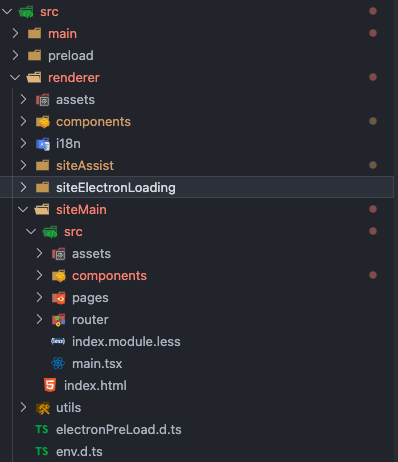 src
main
preload
renderer
assets
components
i18n
siteAssist
siteElectronLoading
siteMain
src
assets
components
pages
router
{less} index.module.less
main.tsx
index.html
utils
TS electronPreLoad.d.ts
TS env.d.ts